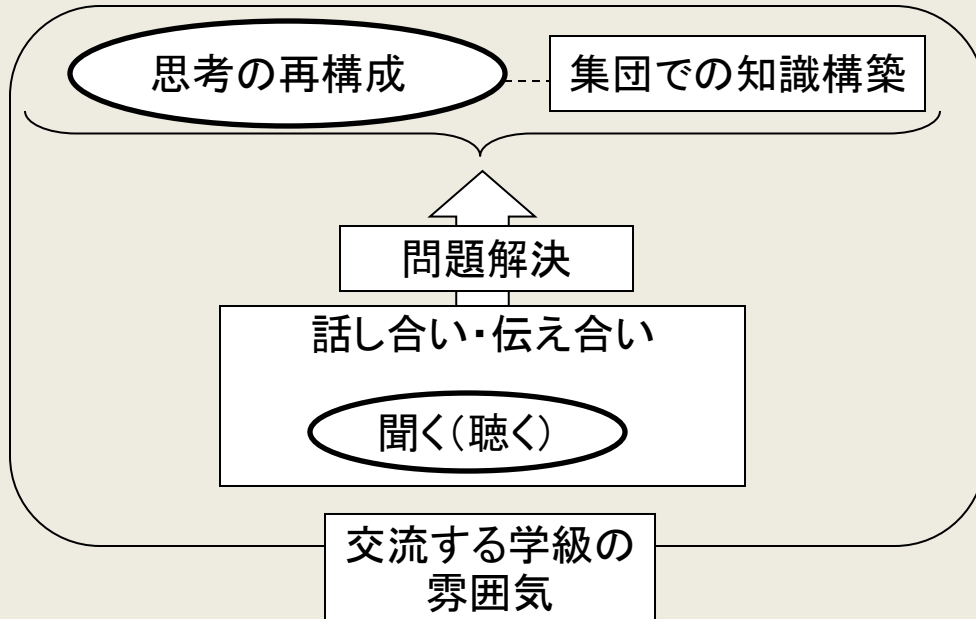 思考の再構成
集団での知識構築
問題解決
話し合い・伝え合い
聞く(聴く)
交流する学級の
雰囲気